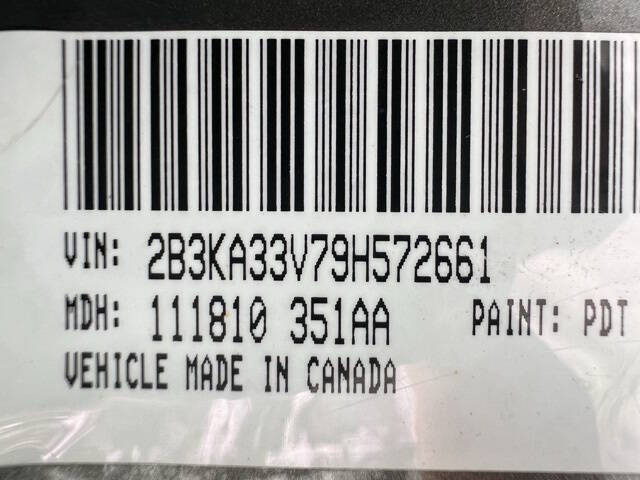 VIN: 2B3KA33V79H572661
MDH: 111810 351AA PAINT: PDT
VEHICLE MADE IN CANADA